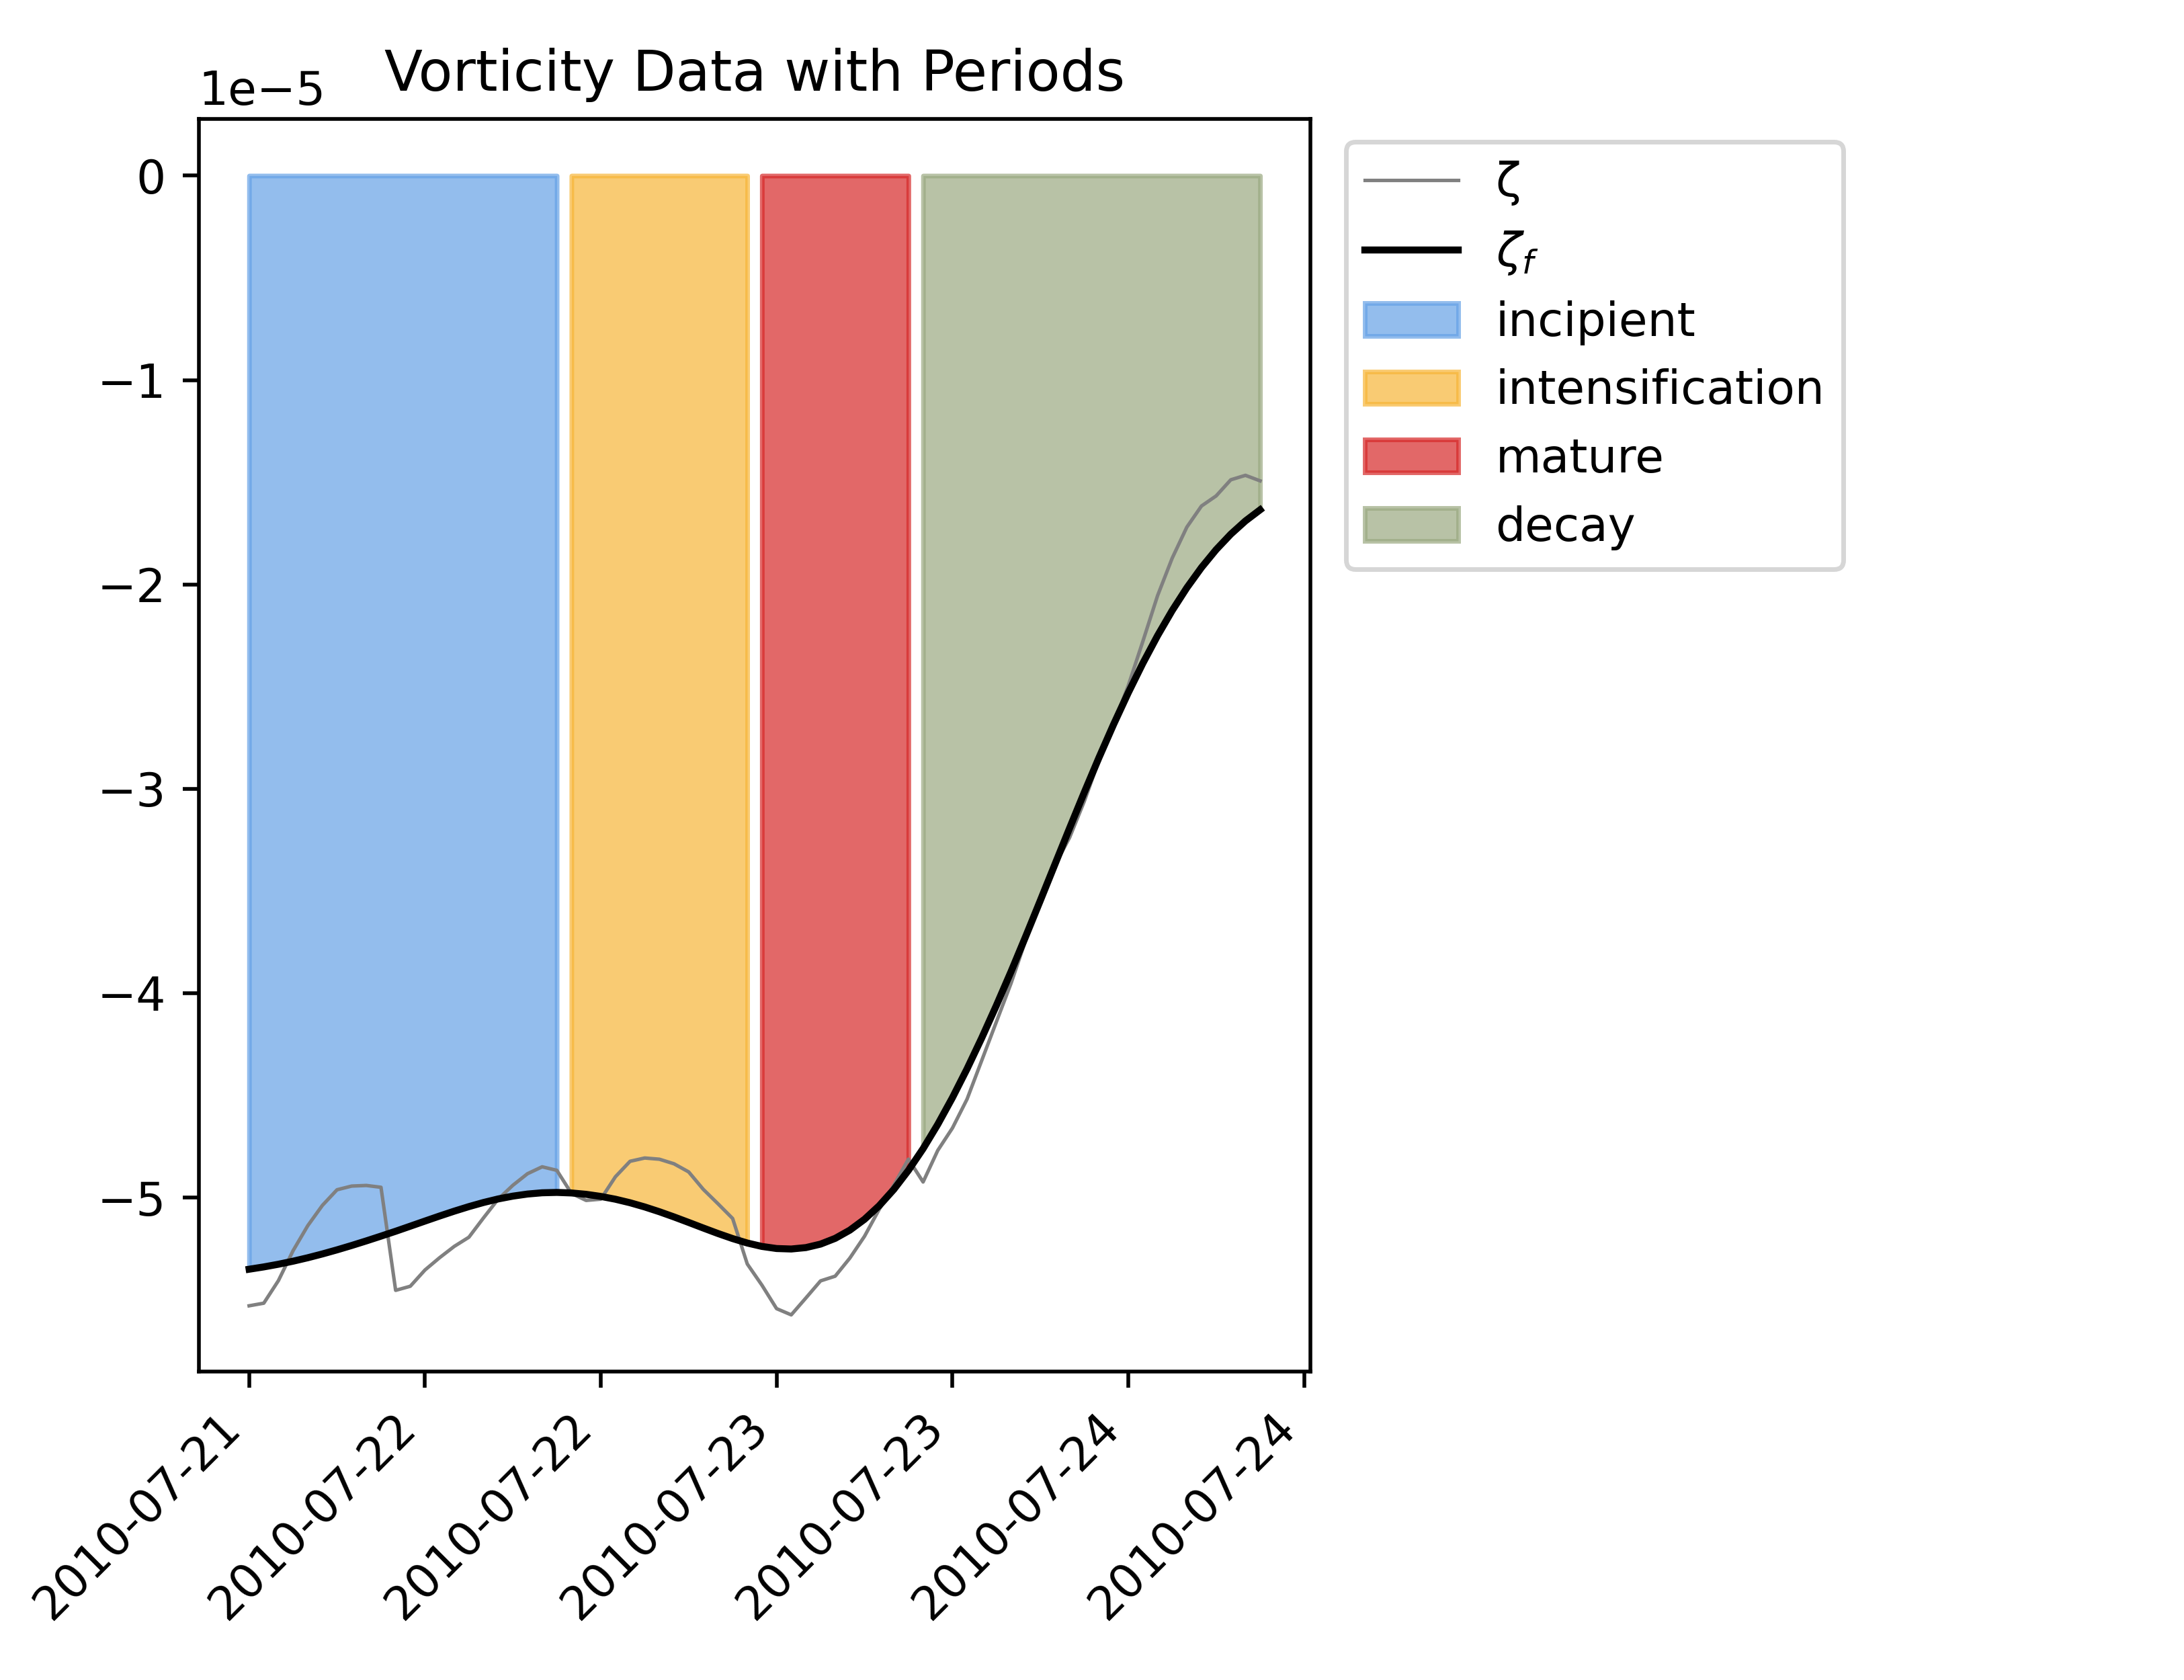 Vorticity Data with Periods
1e−5
0
−1
−2
−3
−4
−5
2010-07-21
2010-07-22
2010-07-22
2010-07-23
2010-07-23
2010-07-24
2010-07-24
ζ
ζf
incipient
intensification
mature
decay